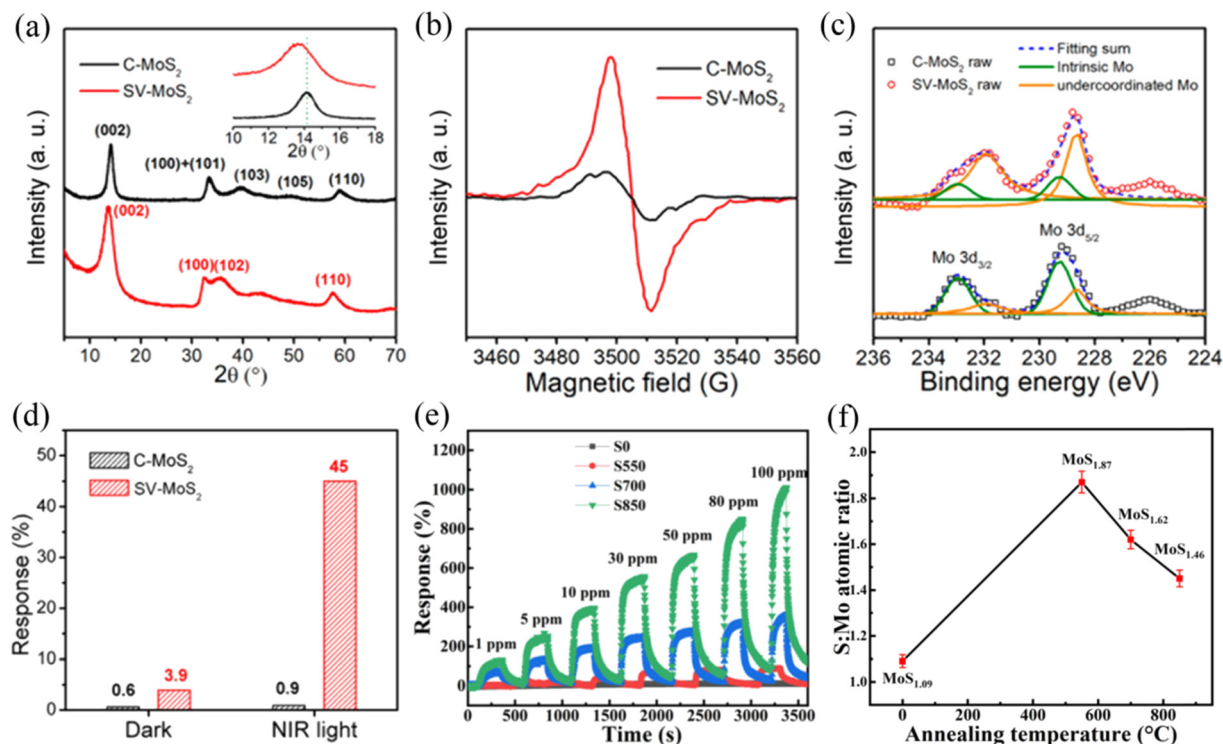 (a)
C-MoS₂
SV-MoS₂
(002)
(100)+(101)
(103)
(105)
(110)
(002)
(100)(102)
(110)
10 12 14 16 18
2θ (°)
Intensity (a. u.)
10 20 30 40 50 60 70
2θ (°)
(b)
C-MoS₂
SV-MoS₂
Intensity (a. u.)
3460 3480 3500 3520 3540 3560
Magnetic field (G)
(c)
Fitting sum
C-MoS₂ raw
Intrinsic Mo
SV-MoS₂ raw
undercoordinated Mo
Mo 3d₅/₂
Mo 3d₃/₂
Intensity (a. u.)
236 234 232 230 228 226 224
Binding energy (eV)
(d)
C-MoS₂
SV-MoS₂
50
40
30
20
10
0
Response (%)
0.6
3.9
0.9
45
Dark
NIR light
(e)
S0
S550
S700
S850
1200
1000
800
600
400
200
0
Response (%)
1 ppm
5 ppm
10 ppm
30 ppm
50 ppm
80 ppm
100 ppm
0 500 1000 1500 2000 2500 3000 3500
Time (s)
(f)
2.0
1.8
1.6
1.4
1.2
1.0
S:Mo atomic ratio
MoS₁.₀₉
MoS₁.₈₇
MoS₁.₆₂
MoS₁.₄₆
0 200 400 600 800
Annealing temperature (°C)